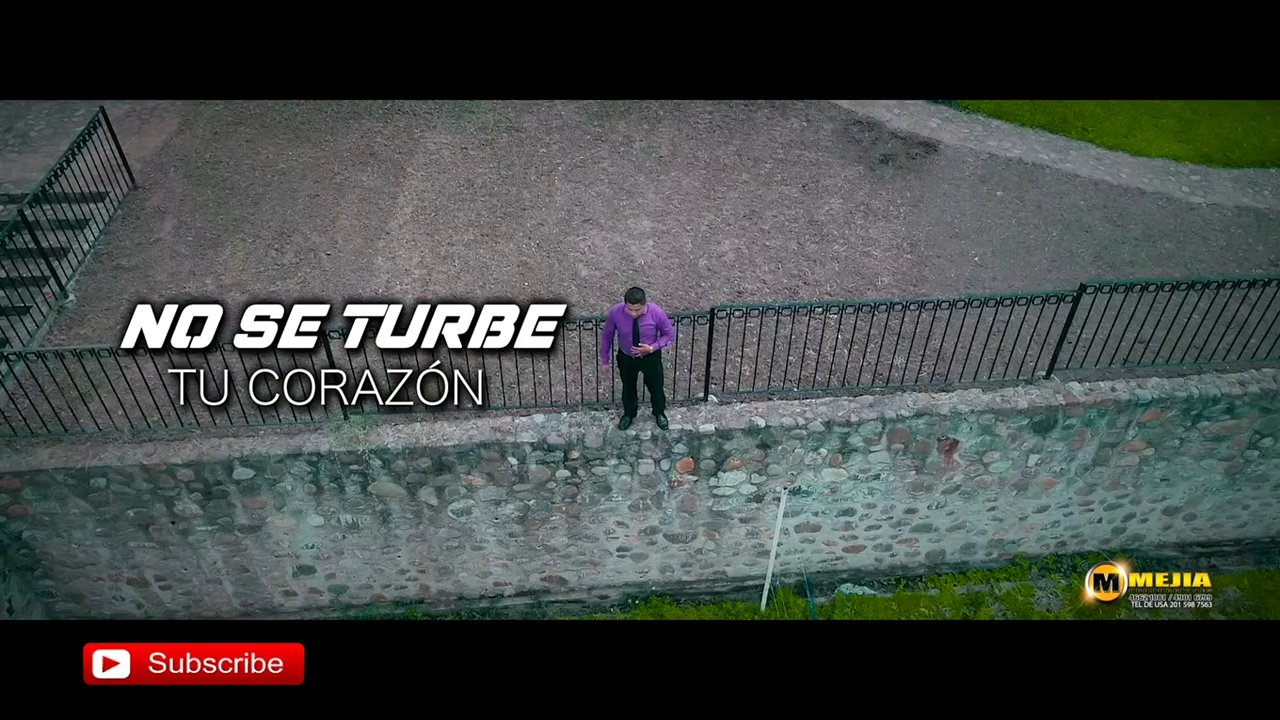 NO SE TURBE
TU CORAZÓN
M MEJIA
TEL DE USA 201 598 7563
Subscribe